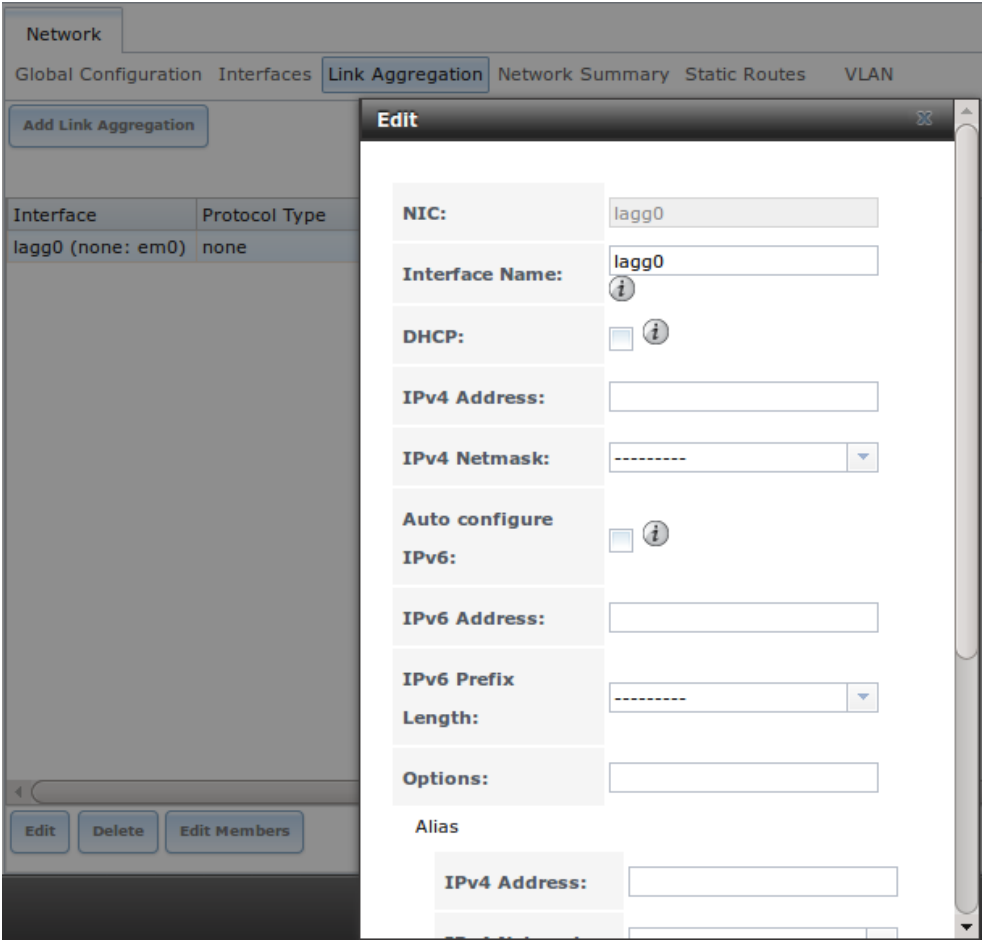 Network
Global Configuration Interfaces Link Aggregation Network Summary Static Routes VLAN
Add Link Aggregation
Interface Protocol Type
lagg0 (none: em0) none
Edit Delete Edit Members
Edit
NIC: lagg0
Interface Name: lagg0
i
DHCP: i
IPv4 Address:
IPv4 Netmask: ---------
Auto configure
IPv6: i
IPv6 Address:
IPv6 Prefix
Length: ---------
Options:
Alias
IPv4 Address: